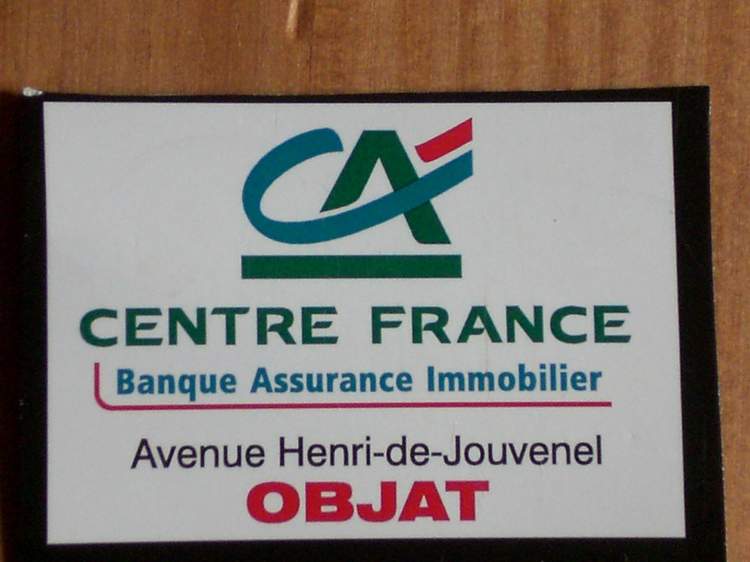 CA
CENTRE FRANCE
Banque Assurance Immobilier
Avenue Henri-de-Jouvenel
OBJAT